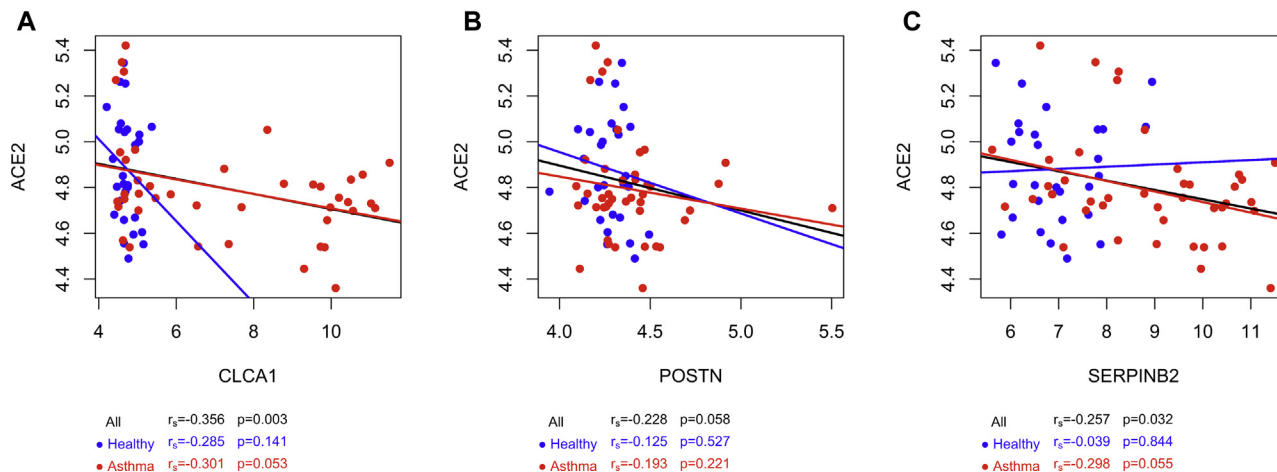 A
ACE2
5.4
5.2
5.0
4.8
4.6
4.4
4 6 8 10
CLCA1
All rs=-0.356 p=0.003
Healthy rs=-0.285 p=0.141
Asthma rs=-0.301 p=0.053
B
ACE2
5.4
5.2
5.0
4.8
4.6
4.4
4.0 4.5 5.0 5.5
POSTN
All rs=-0.228 p=0.058
Healthy rs=-0.125 p=0.527
Asthma rs=-0.193 p=0.221
C
ACE2
5.4
5.2
5.0
4.8
4.6
4.4
6 7 8 9 10 11
SERPINB2
All rs=-0.257 p=0.032
Healthy rs=-0.039 p=0.844
Asthma rs=-0.298 p=0.055